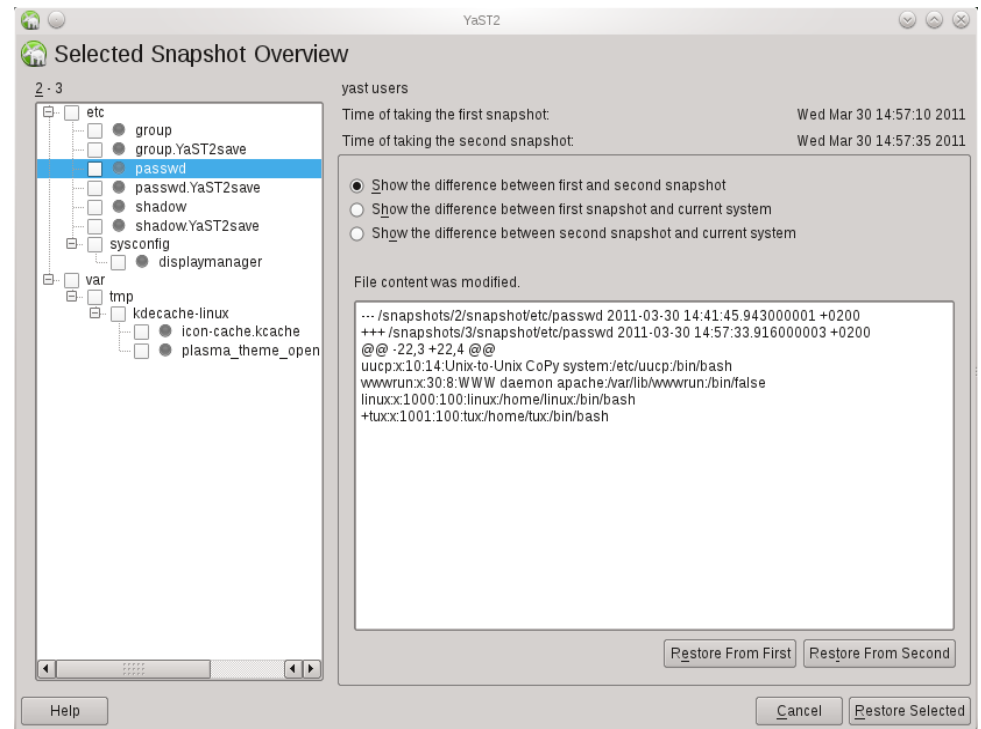 YaST2
Selected Snapshot Overview
2 - 3
etc
group
group.YaST2save
passwd
passwd.YaST2save
shadow
shadow.YaST2save
sysconfig
displaymanager
var
tmp
kdecache-linux
icon-cache.kcache
plasma_theme_open
yast users
Time of taking the first snapshot: Wed Mar 30 14:57:10 2011
Time of taking the second snapshot: Wed Mar 30 14:57:35 2011
Show the difference between first and second snapshot
Show the difference between first snapshot and current system
Show the difference between second snapshot and current system
File content was modified.
--- /snapshots/2/snapshot/etc/passwd 2011-03-30 14:41:45.943000001 +0200
+++ /snapshots/3/snapshot/etc/passwd 2011-03-30 14:57:33.916000003 +0200
@@ -22,3 +22,4 @@
uucp:x:10:14:Unix-to-Unix CoPy system:/etc/uucp:/bin/bash
wwwrun:x:30:8:WWW daemon apache:/var/lib/wwwrun:/bin/false
linux:x:1000:100:linux:/home/linux:/bin/bash
+tux:x:1001:100:tux:/home/tux:/bin/bash
Restore From First Restore From Second
Help Cancel Restore Selected